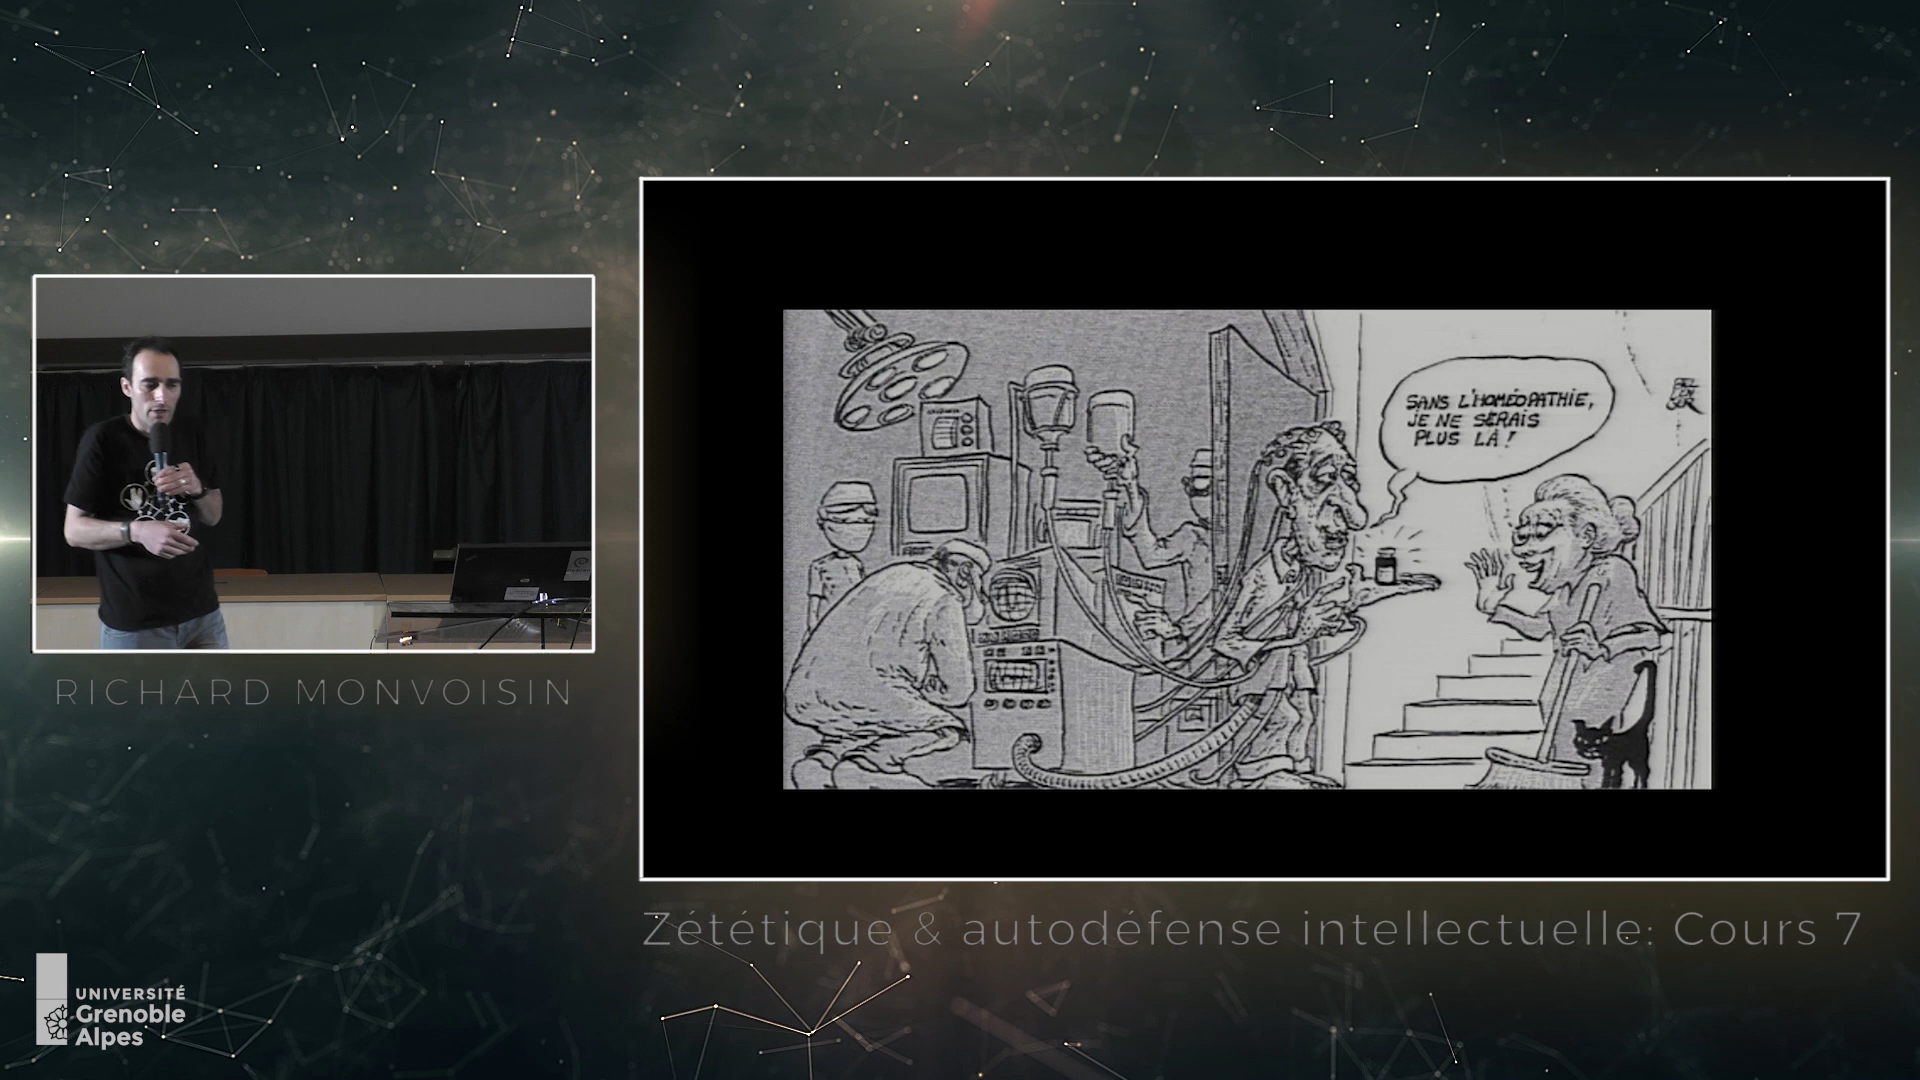 SANS L'HOMÉOPATHIE,
JE NE SERAIS
PLUS LÀ !
RICHARD MONVOISIN
Zététique & autodéfense intellectuelle: Cours 7
UNIVERSITÉ
Grenoble
Alpes